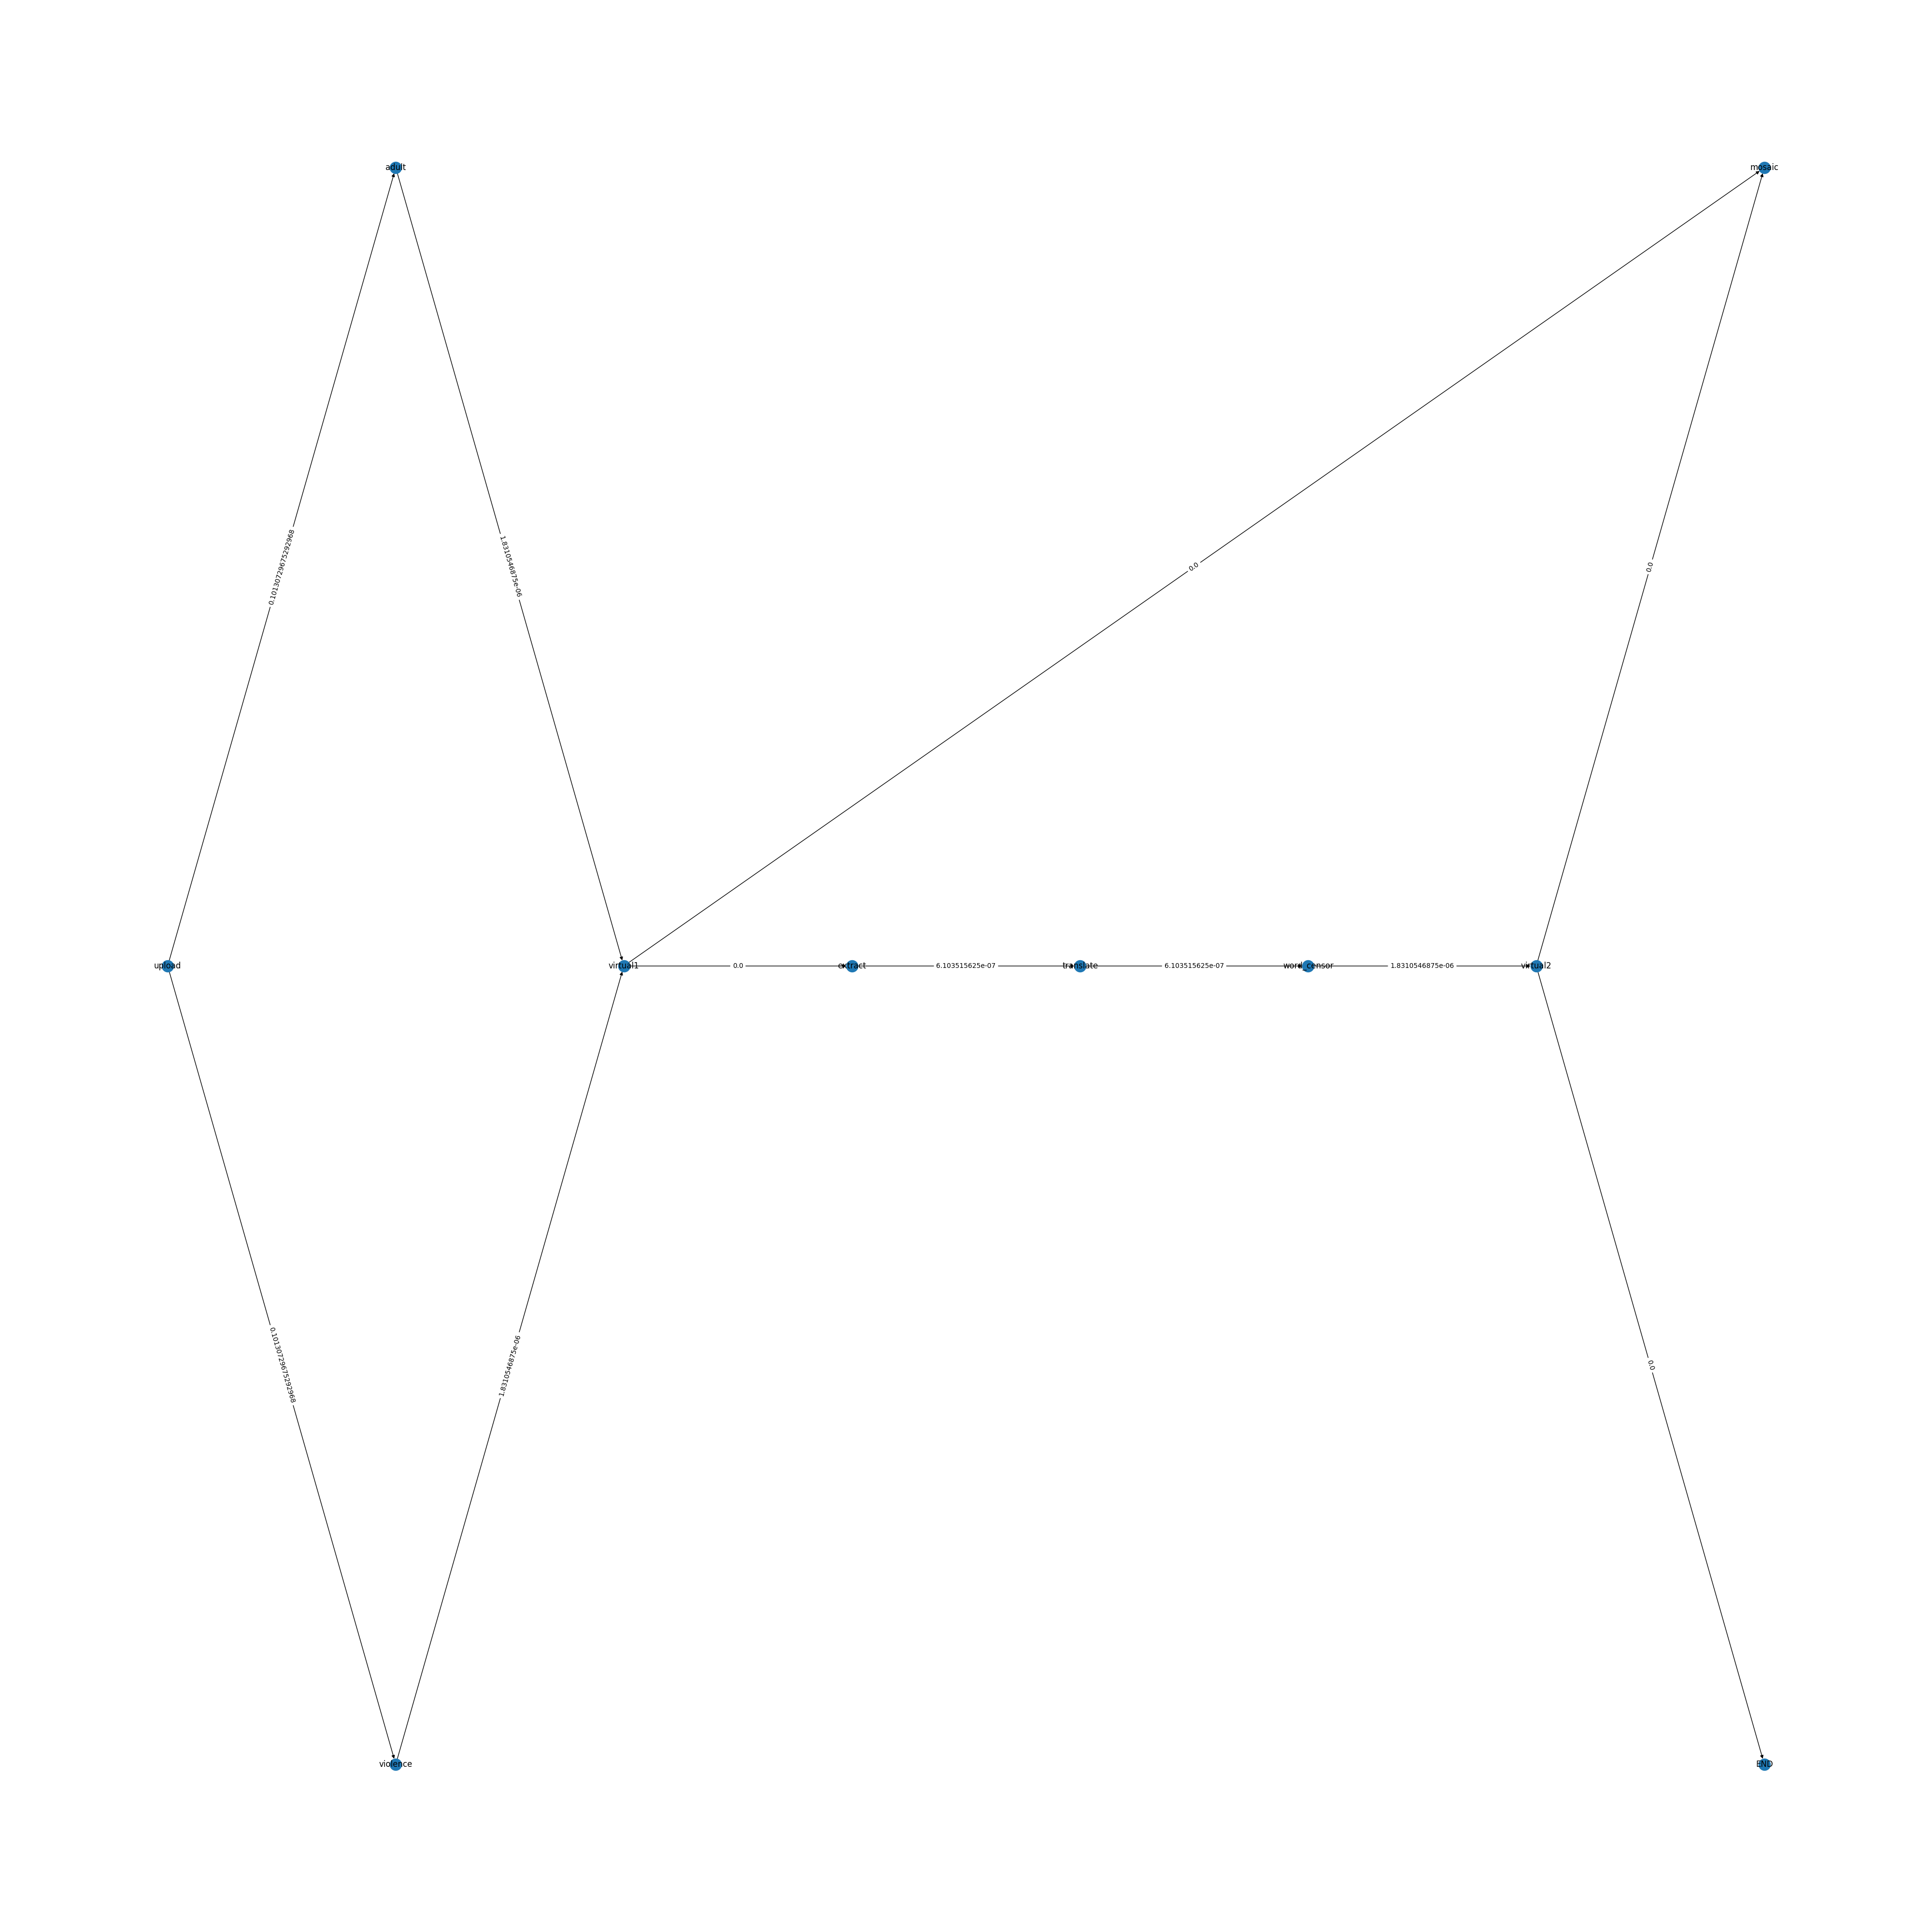 adult
mosaic
0.10130729675292968
1.8310546875e-06
0.0
0.0
upload
virtual1
0.0
extract
6.103515625e-07
translate
6.103515625e-07
word_censor
1.8310546875e-06
virtual2
0.10130729675292968
1.8310546875e-06
0.0
violence
END